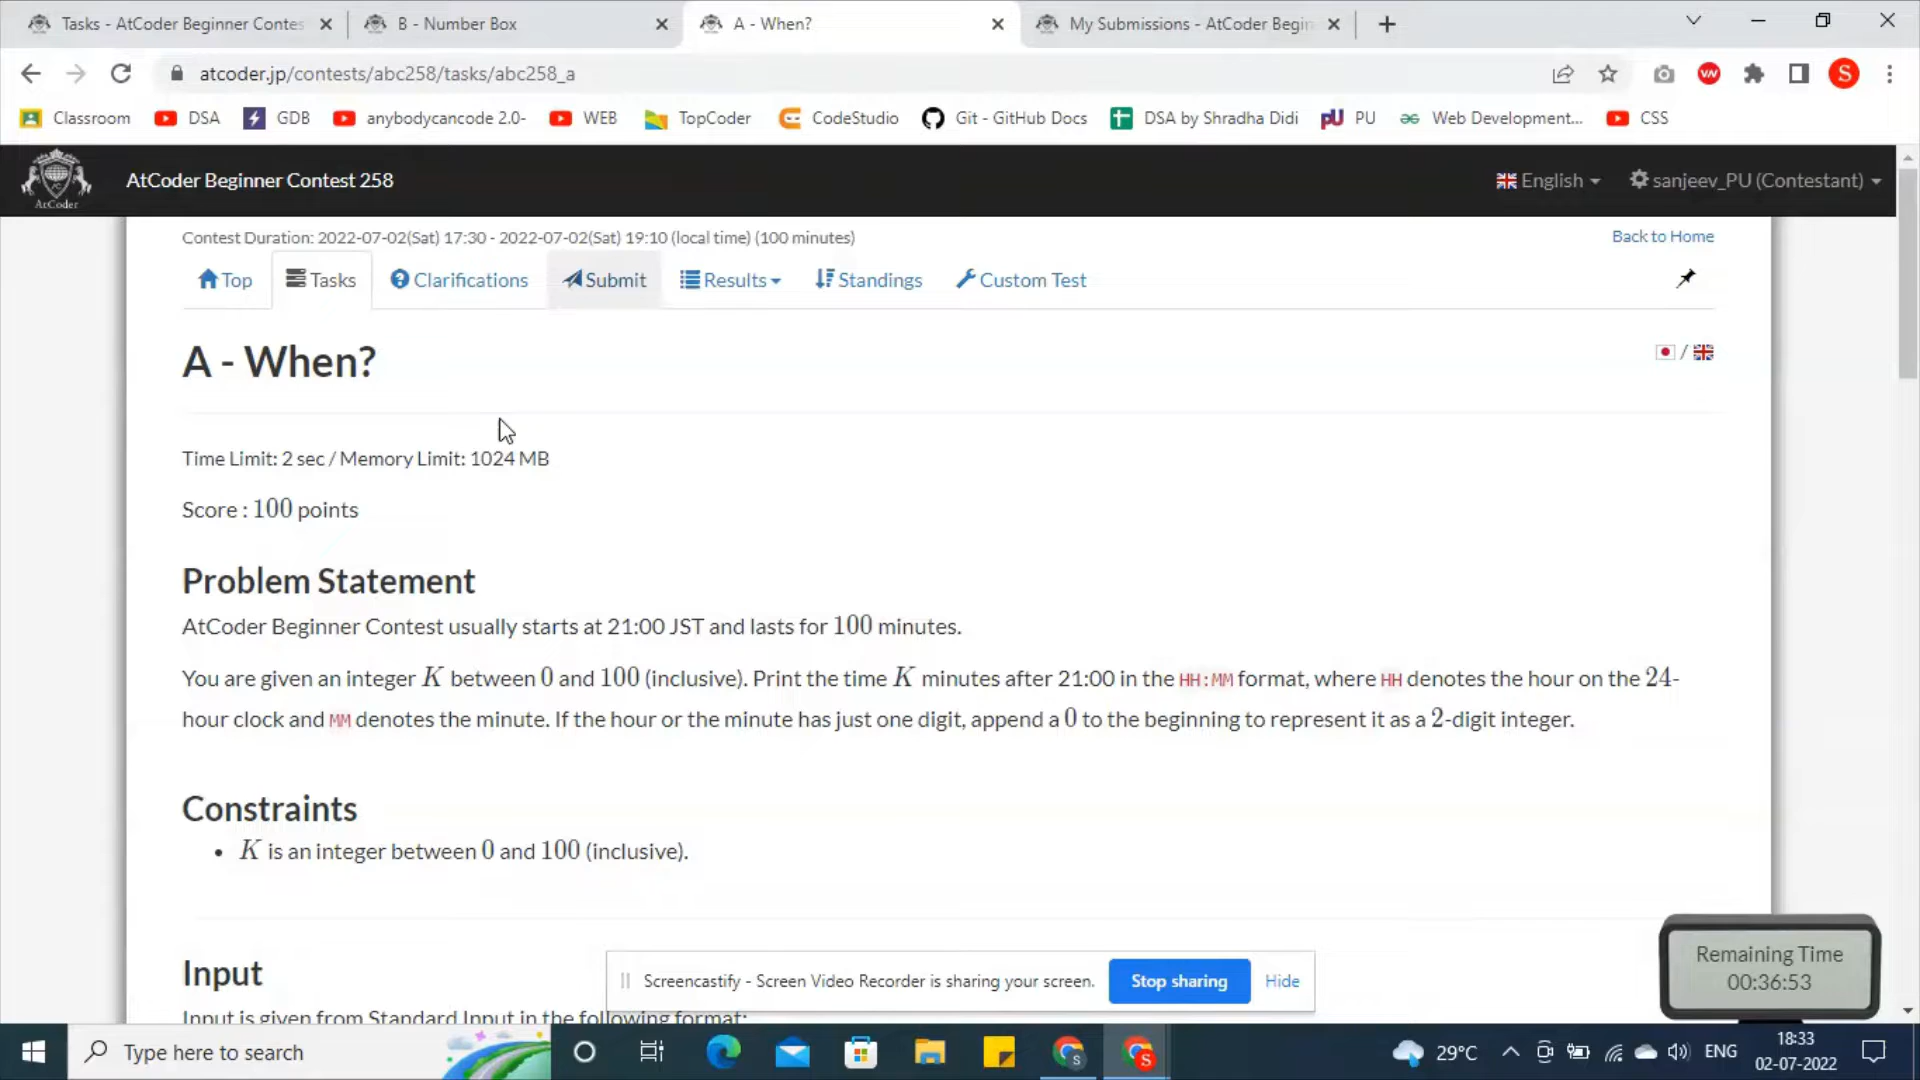 Tasks - AtCoder Beginner Contes
B - Number Box
A - When?
My Submissions - AtCoder Begin
atcoder.jp/contests/abc258/tasks/abc258_a
S
Classroom
DSA
GDB
anybodycancode 2.0-
WEB
TopCoder
CodeStudio
Git - GitHub Docs
DSA by Shradha Didi
PU
Web Development...
CSS
AtCoder
AtCoder Beginner Contest 258
English
sanjeev_PU (Contestant)
Contest Duration: 2022-07-02(Sat) 17:30 - 2022-07-02(Sat) 19:10 (local time) (100 minutes)
Back to Home
Top
Tasks
Clarifications
Submit
Results
Standings
Custom Test
A - When?
/
Time Limit: 2 sec / Memory Limit: 1024 MB
Score : 100 points
Problem Statement
AtCoder Beginner Contest usually starts at 21:00 JST and lasts for 100 minutes.
You are given an integer K between 0 and 100 (inclusive). Print the time K minutes after 21:00 in the HH:MM format, where HH denotes the hour on the 24-
hour clock and MM denotes the minute. If the hour or the minute has just one digit, append a 0 to the beginning to represent it as a 2-digit integer.
Constraints
K is an integer between 0 and 100 (inclusive).
Input
Input is given from Standard Input in the following format:
Screencastify - Screen Video Recorder is sharing your screen.
Stop sharing
Hide
Remaining Time
00:36:53
Type here to search
29°C
ENG
18:33
02-07-2022